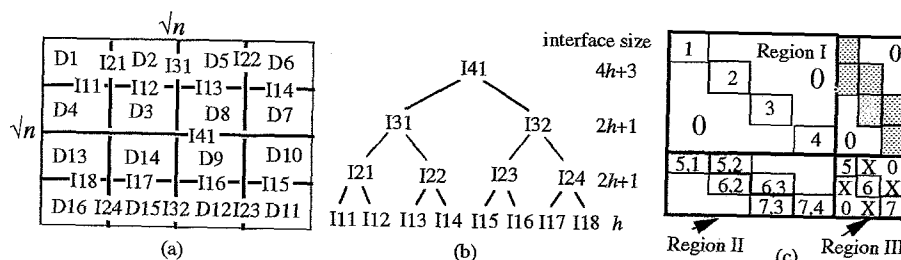 √n
D1 I21 D2 I31 D5 I22 D6
I11 I12 I13 I14
D4 D3 D8 D7
√n
I41
D13 D14 D9 D10
I18 I17 I16 I15
D16 I24 D15 I32 D12 I23 D11
(a)
interface size
I41 4h+3
I31 I32 2h+1
I21 I22 I23 I24 2h+1
I11 I12 I13 I14 I15 I16 I17 I18 h
(b)
1 Region I 0
2 0
3
0 4 0
5,1 5,2 5 X 0
6,2 6,3 X 6 X
7,3 7,4 0 X 7
Region II Region III
(c)